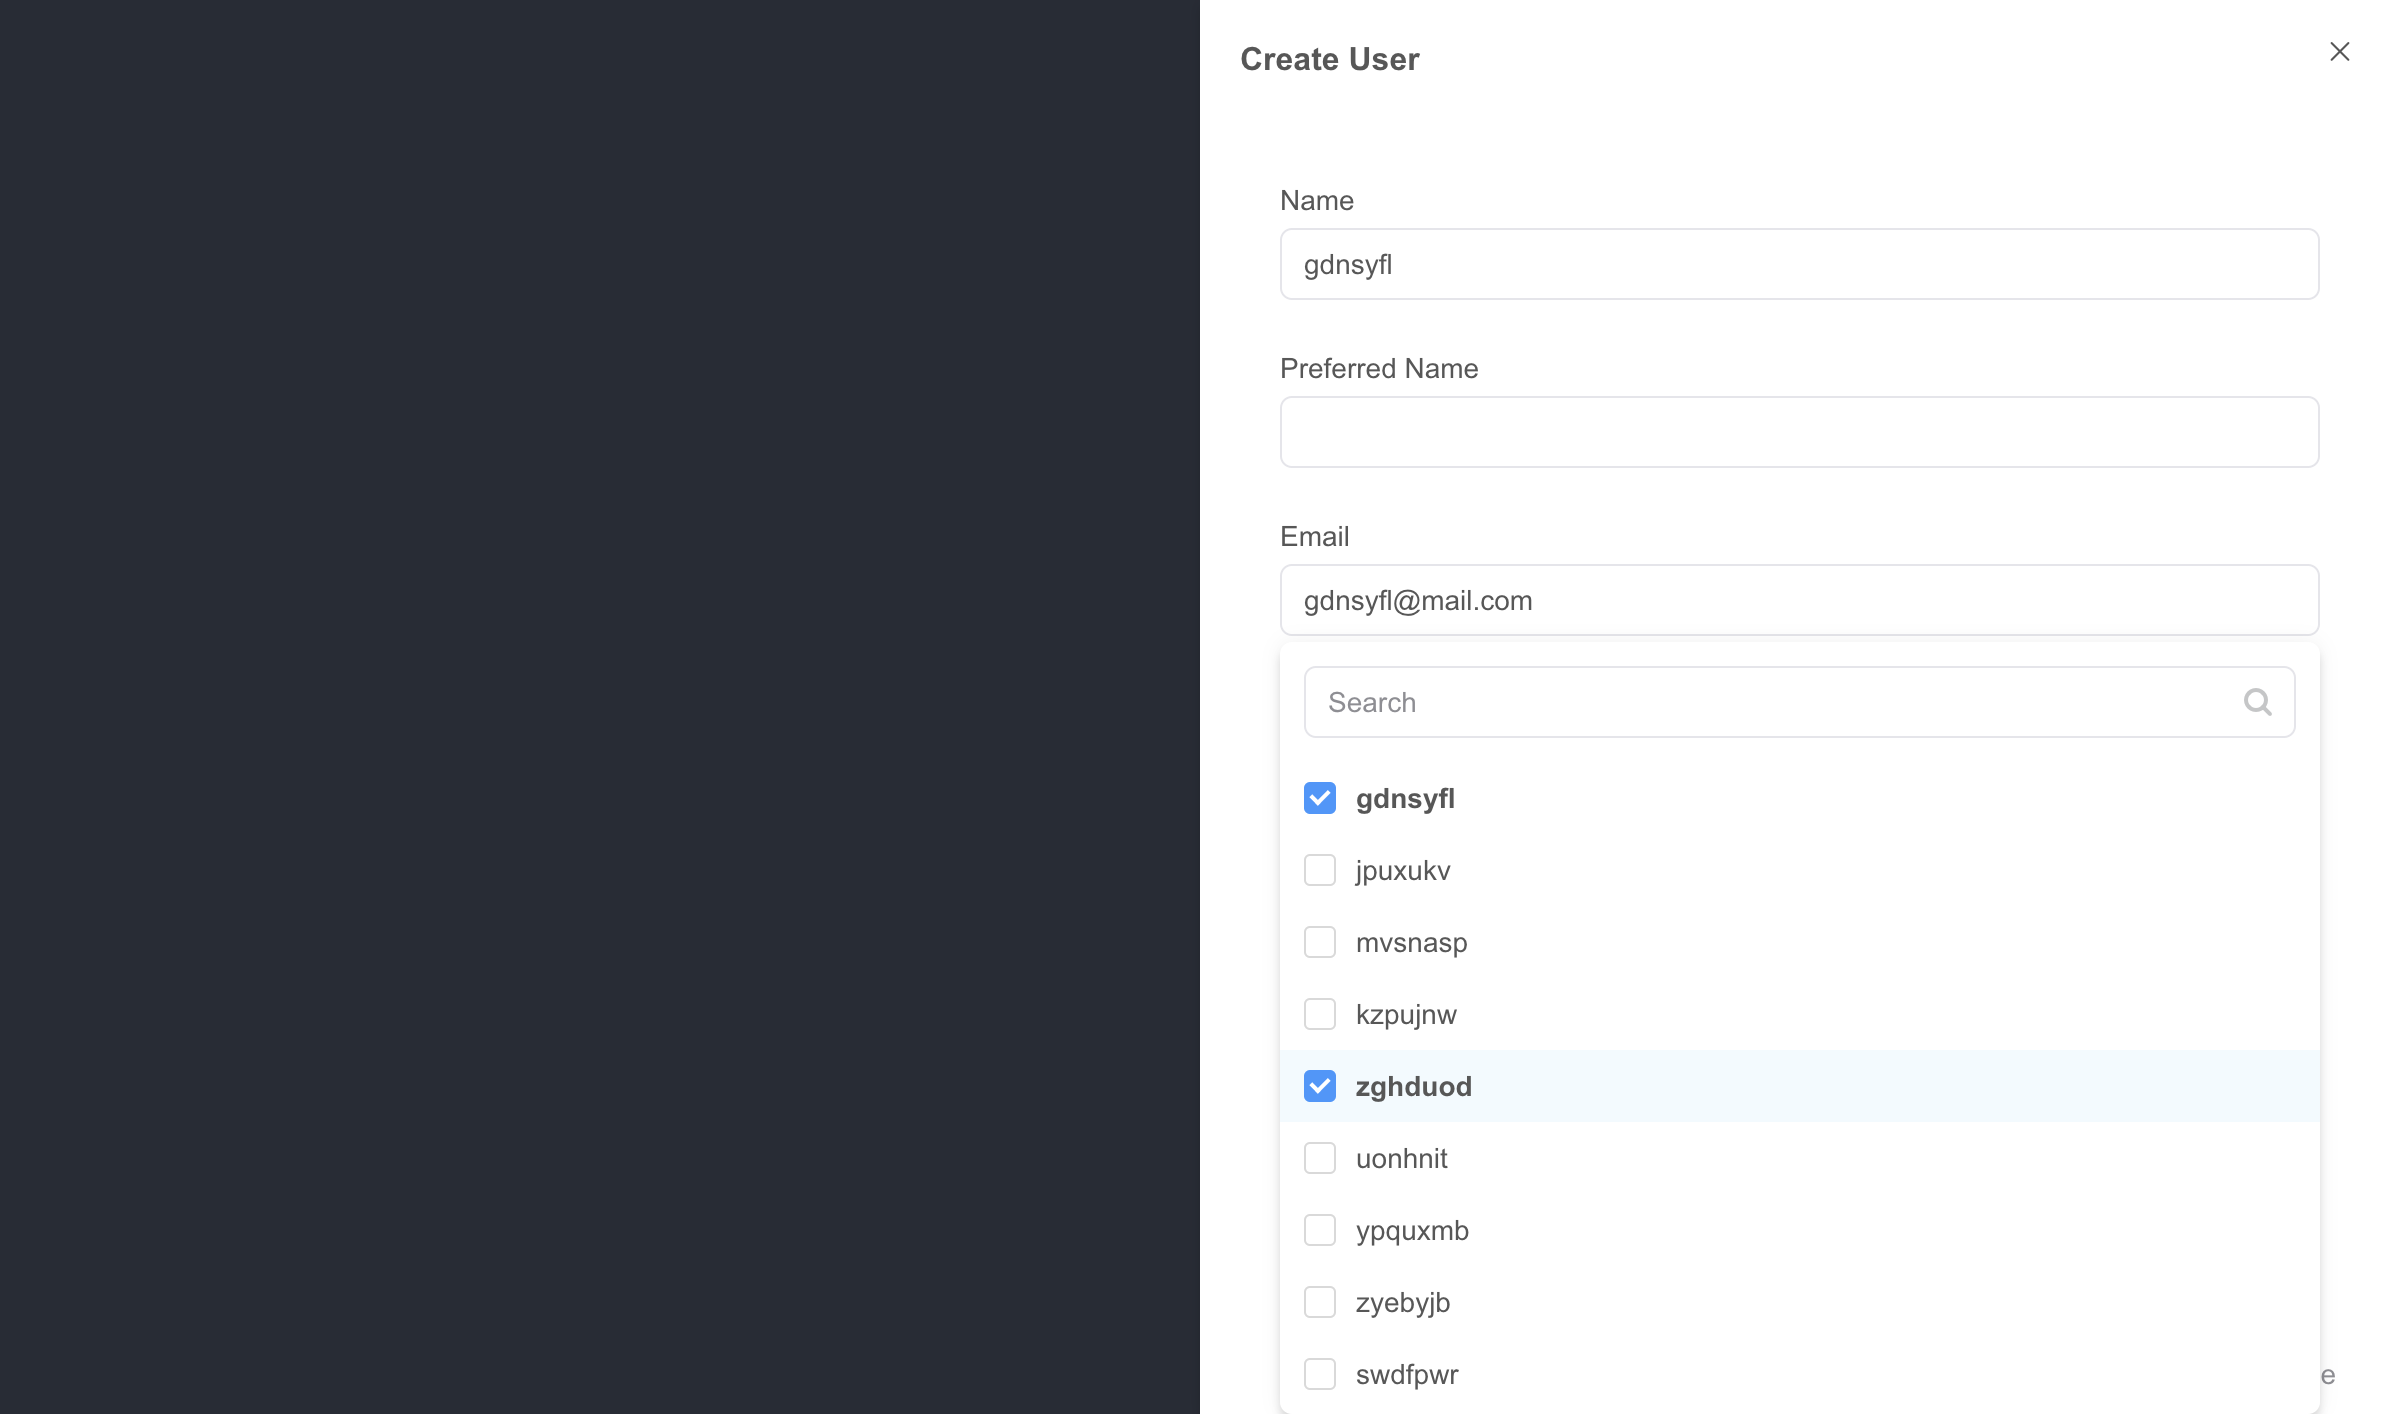 Create User
Name
gdnsyfl
Preferred Name
Email
gdnsyfl@mail.com
Search
gdnsyfl
jpuxukv
mvsnasp
kzpujnw
zghduod
uonhnit
ypquxmb
zyebyjb
swdfpwr